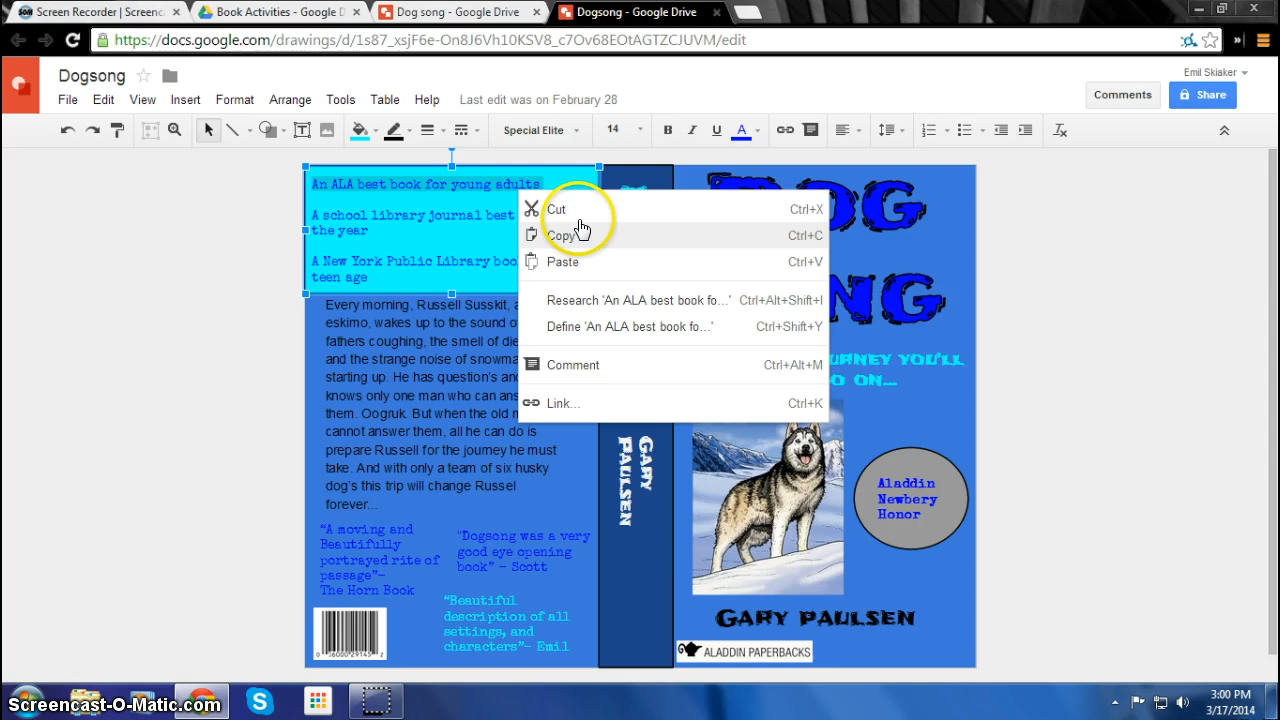 Screen Recorder | Screenca
Book Activities - Google D
Dog song - Google Drive
Dogsong - Google Drive
https://docs.google.com/drawings/d/1s87_xsjF6e-On8J6Vh10KSV8_c7Ov68EOtAGTZCJUVM/edit
Dogsong
Emil Skiaker
File Edit View Insert Format Arrange Tools Table Help Last edit was on February 28
Comments
Share
Special Elite
14
B I U A
An ALA best book for young adults
A school library journal best
the year
A New York Public Library boo
teen age
Cut Ctrl+X
Copy Ctrl+C
Paste Ctrl+V
Research 'An ALA best book fo...' Ctrl+Alt+Shift+I
Define 'An ALA best book fo...' Ctrl+Shift+Y
Comment Ctrl+Alt+M
Link... Ctrl+K
Every morning, Russell Susskit, a
eskimo, wakes up to the sound o
fathers coughing, the smell of die
and the strange noise of snowma
starting up. He has question's an
knows only one man who can ans
them. Oogruk. But when the old m
cannot answer them, all he can do is
prepare Russell for the journey he must
take. And with only a team of six husky
dog's this trip will change Russel
forever...
"A moving and
Beautifully
portrayed rite of
passage"-
The Horn Book
"Dogsong was a very
good eye opening
book" - Scott
"Beautiful
description of all
settings, and
characters"- Emil
0 36000 29145 2
GARY
PAULSEN
DOG
NG
URNEY YOU'LL
O ON...
Aladdin
Newbery
Honor
GARY PAULSEN
ALADDIN PAPERBACKS
Screencast-O-Matic.com
3:00 PM
3/17/2014